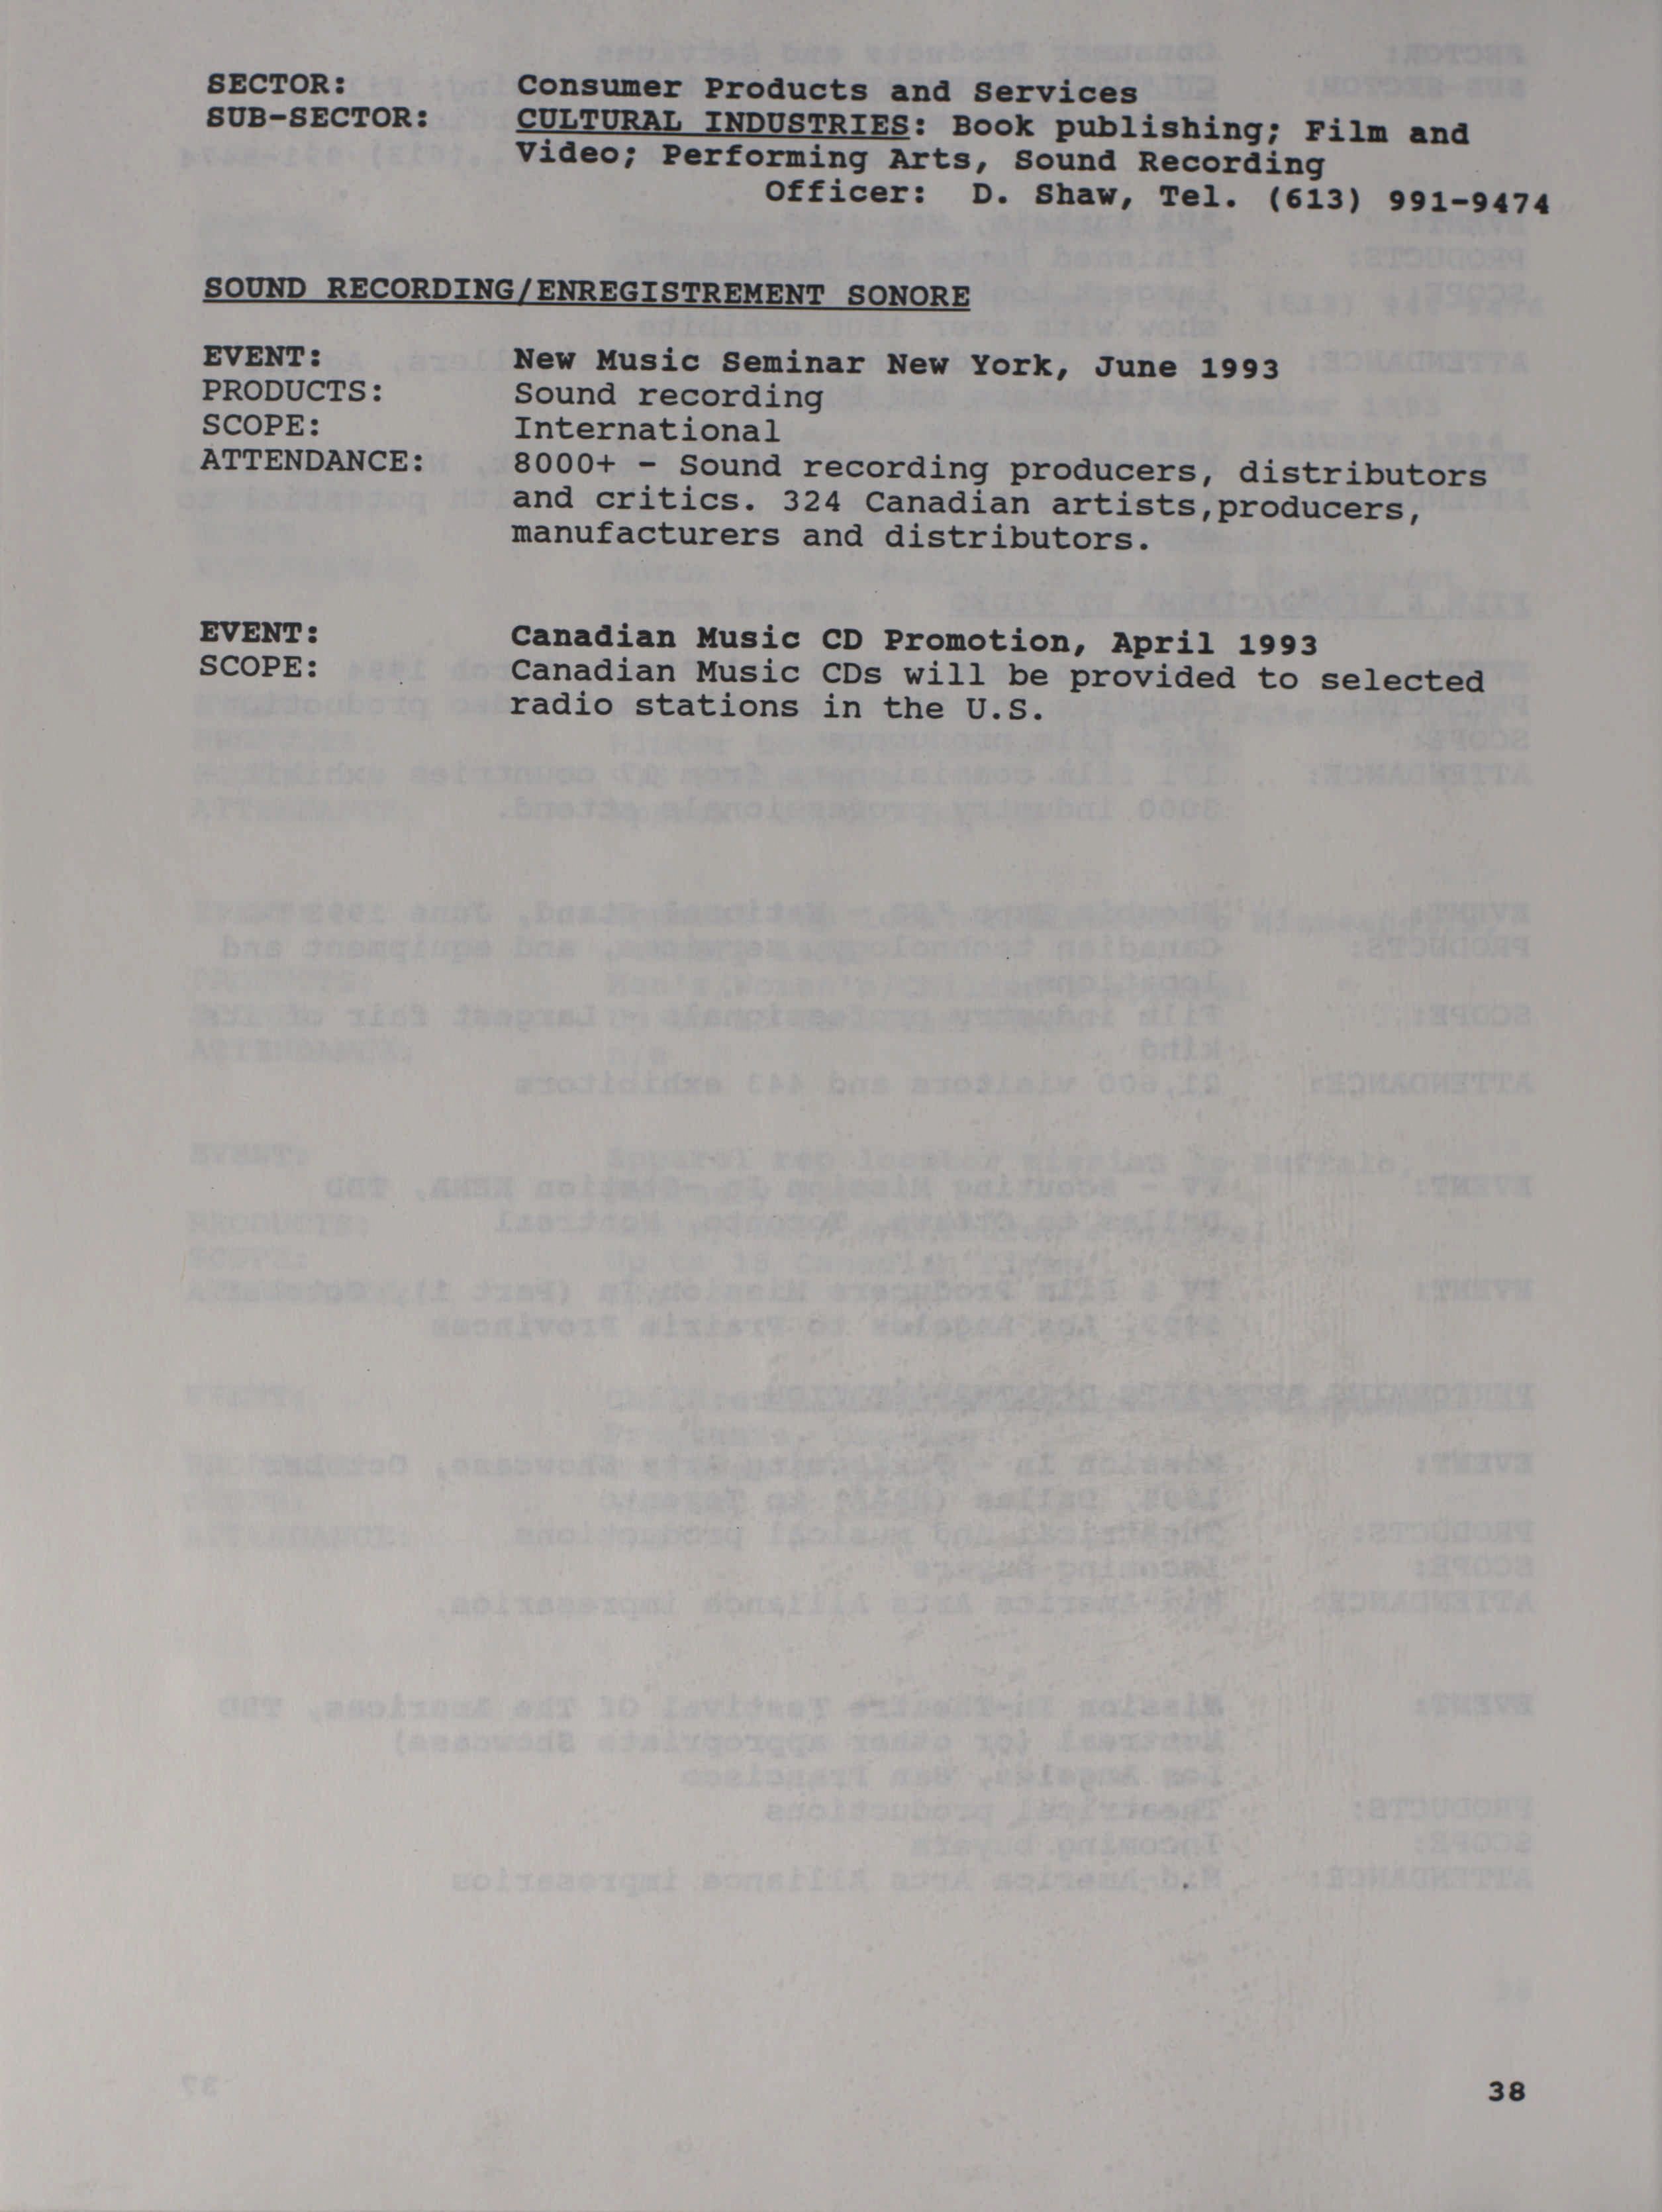 SECTOR: Consumer Products and Services
SUB-SECTOR: CULTURAL INDUSTRIES: Book publishing; Film and
Video; Performing Arts, Sound Recording
Officer: D. Shaw, Tel. (613) 991-9474
SOUND RECORDING/ENREGISTREMENT SONORE
EVENT: New Music Seminar New York, June 1993
PRODUCTS: Sound recording
SCOPE: International
ATTENDANCE: 8000+ - Sound recording producers, distributors
and critics. 324 Canadian artists,producers,
manufacturers and distributors.
EVENT: Canadian Music CD Promotion, April 1993
SCOPE: Canadian Music CDs will be provided to selected
radio stations in the U.S.
38